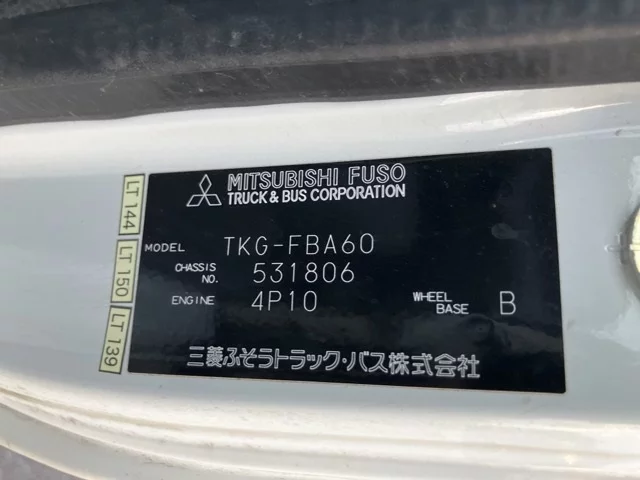 MITSUBISHI FUSO
TRUCK & BUS CORPORATION
MODEL TKG-FBA60
CHASSIS NO. 531806
ENGINE 4P10 WHEEL BASE B
三菱ふそうトラック・バス株式会社
LT 144
LT 150
LT 139